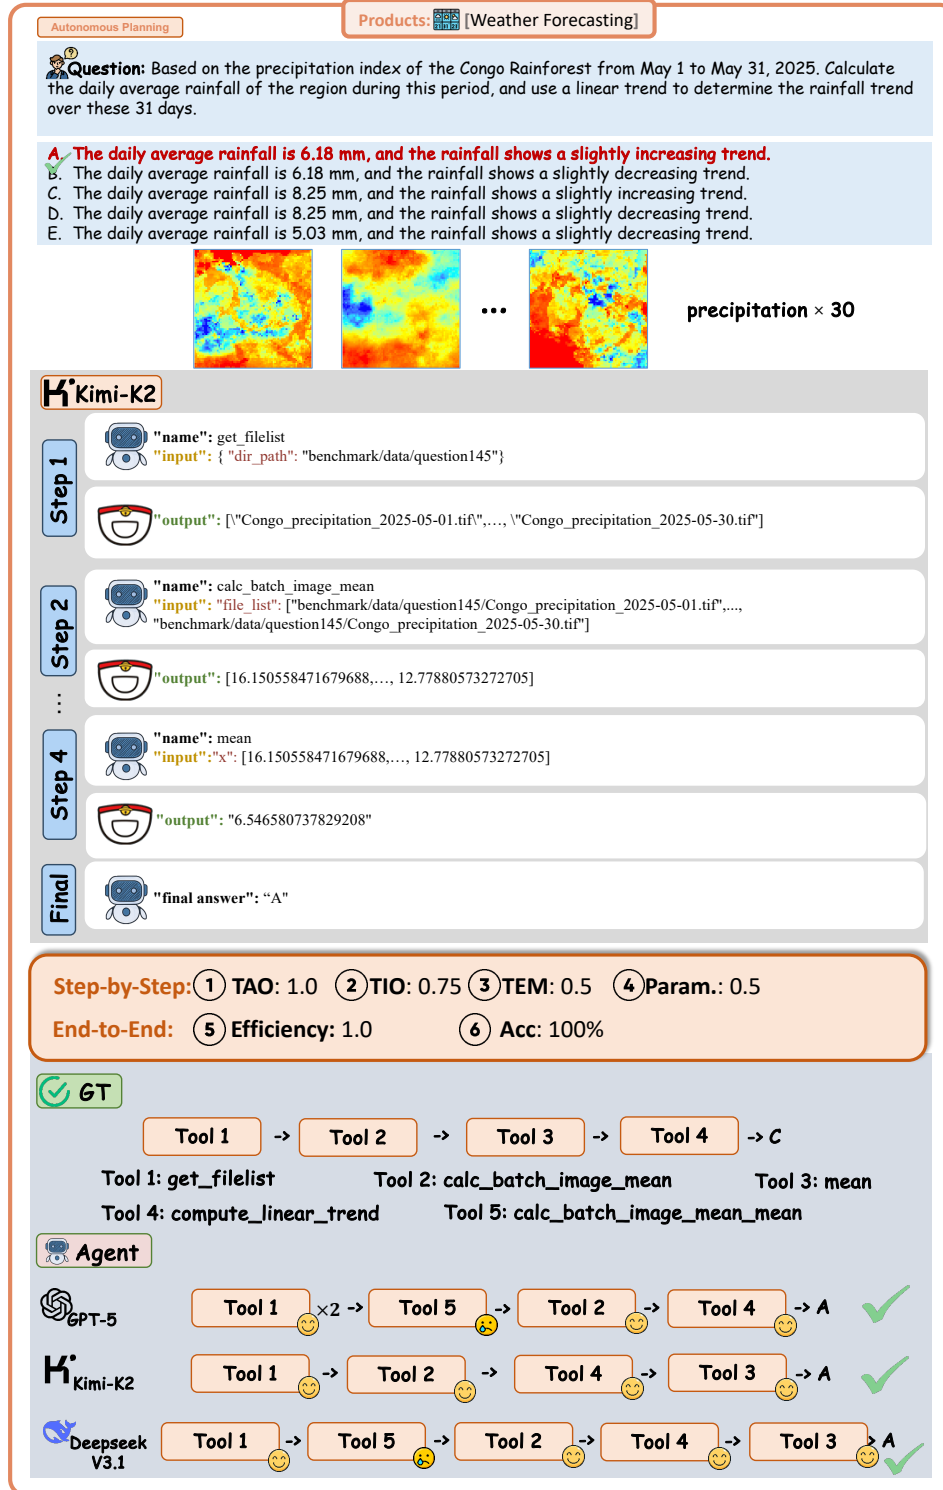 Autonomous Planning
Products: [Weather Forecasting]
Question: Based on the precipitation index of the Congo Rainforest from May 1 to May 31, 2025. Calculate
the daily average rainfall of the region during this period, and use a linear trend to determine the rainfall trend
over these 31 days.
A. The daily average rainfall is 6.18 mm, and the rainfall shows a slightly increasing trend.
B. The daily average rainfall is 6.18 mm, and the rainfall shows a slightly decreasing trend.
C. The daily average rainfall is 8.25 mm, and the rainfall shows a slightly increasing trend.
D. The daily average rainfall is 8.25 mm, and the rainfall shows a slightly decreasing trend.
E. The daily average rainfall is 5.03 mm, and the rainfall shows a slightly decreasing trend.
... precipitation × 30
Kimi-K2
Step 1
"name": get_filelist
"input": { "dir_path": "benchmark/data/question145"}
"output": [\"Congo_precipitation_2025-05-01.tif\",…, \"Congo_precipitation_2025-05-30.tif"]
Step 2
"name": calc_batch_image_mean
"input": "file_list": ["benchmark/data/question145/Congo_precipitation_2025-05-01.tif",...,
"benchmark/data/question145/Congo_precipitation_2025-05-30.tif"]
"output": [16.150558471679688,…, 12.77880573272705]
...
Step 4
"name": mean
"input":"x": [16.150558471679688,…, 12.77880573272705]
"output": "6.546580737829208"
Final
"final answer": “A"
Step-by-Step: 1 TAO: 1.0 2 TIO: 0.75 3 TEM: 0.5 4 Param.: 0.5
End-to-End: 5 Efficiency: 1.0 6 Acc: 100%
GT
Tool 1 -> Tool 2 -> Tool 3 -> Tool 4 -> C
Tool 1: get_filelist Tool 2: calc_batch_image_mean Tool 3: mean
Tool 4: compute_linear_trend Tool 5: calc_batch_image_mean_mean
Agent
GPT-5 Tool 1 ×2 -> Tool 5 -> Tool 2 -> Tool 4 -> A
Kimi-K2 Tool 1 -> Tool 2 -> Tool 4 -> Tool 3 -> A
Deepseek
V3.1
Tool 1 -> Tool 5 -> Tool 2 -> Tool 4 -> Tool 3 -> A